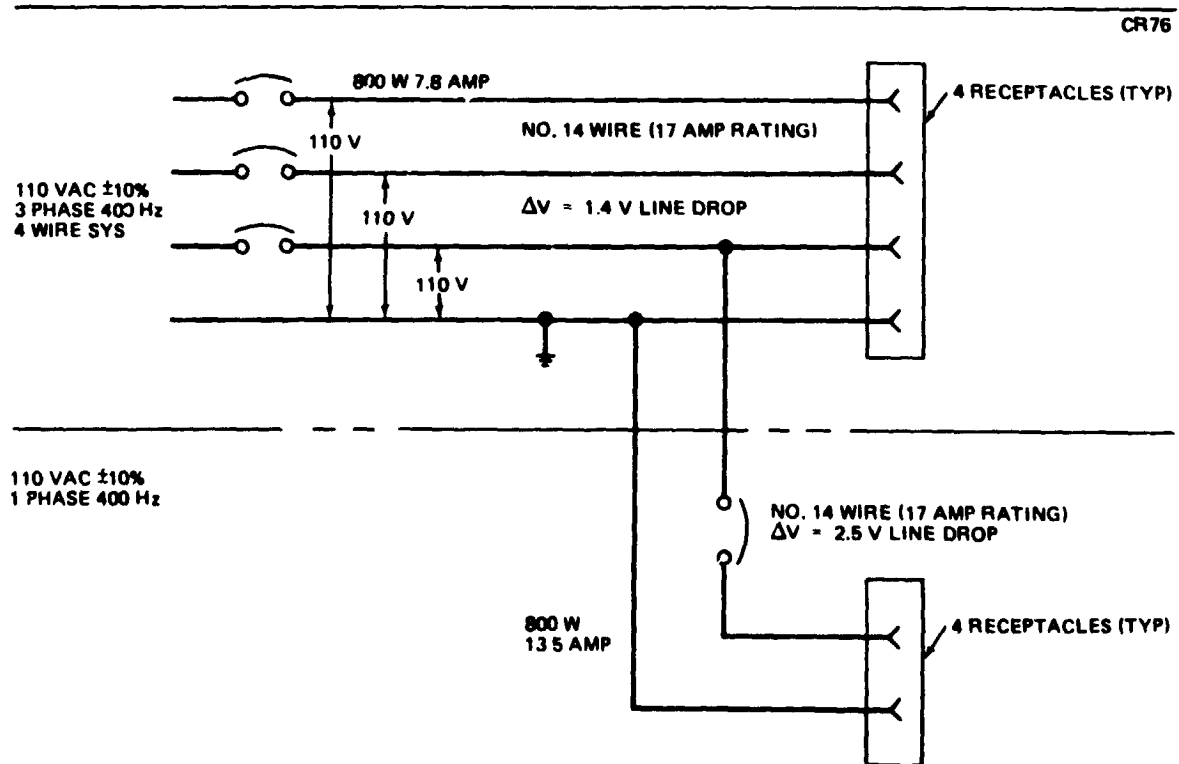 CR76
800 W 7.8 AMP
4 RECEPTACLES (TYP)
110 V
NO. 14 WIRE (17 AMP RATING)
110 VAC ±10%
3 PHASE 400 Hz
4 WIRE SYS
110 V
ΔV = 1.4 V LINE DROP
110 V
110 VAC ±10%
1 PHASE 400 Hz
NO. 14 WIRE (17 AMP RATING)
ΔV = 2.5 V LINE DROP
800 W
13 5 AMP
4 RECEPTACLES (TYP)